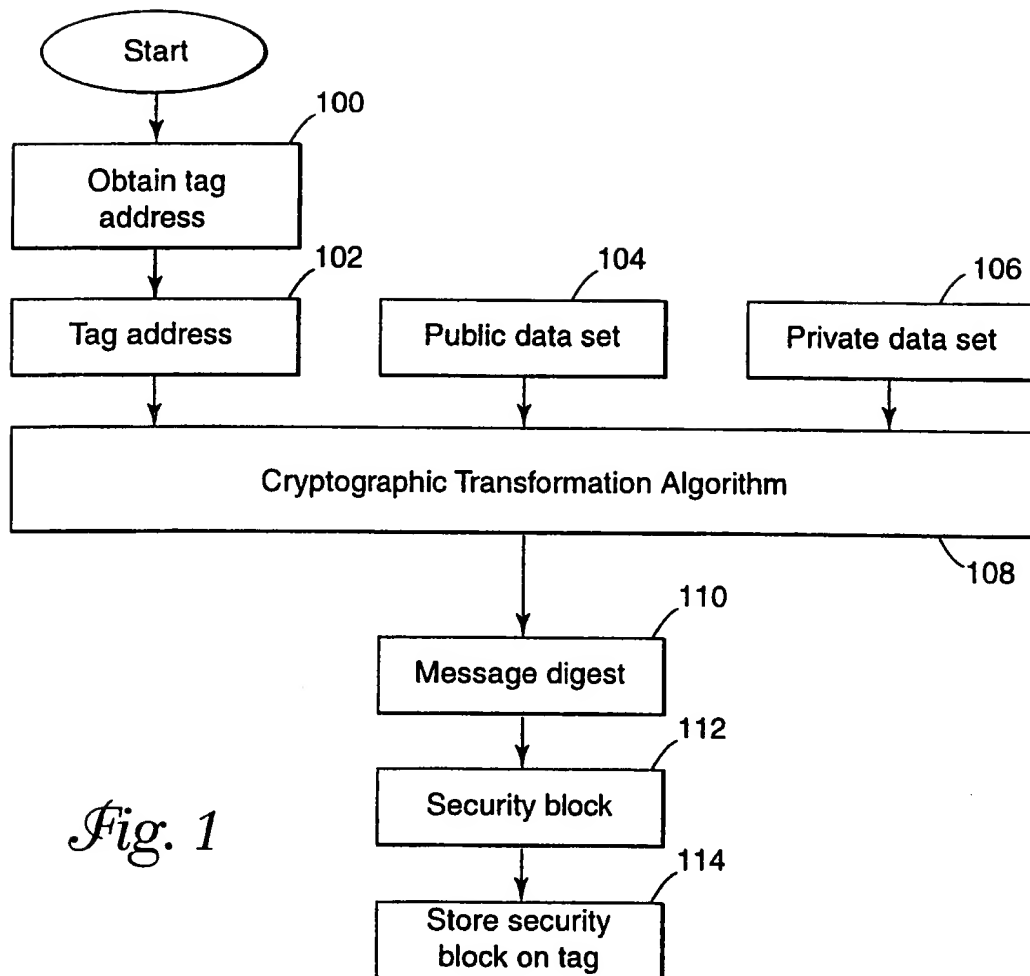 Start
100
Obtain tag
address
102
104
106
Tag address
Public data set
Private data set
Cryptographic Transformation Algorithm
108
110
Message digest
112
Security block
Fig. 1
114
Store security
block on tag